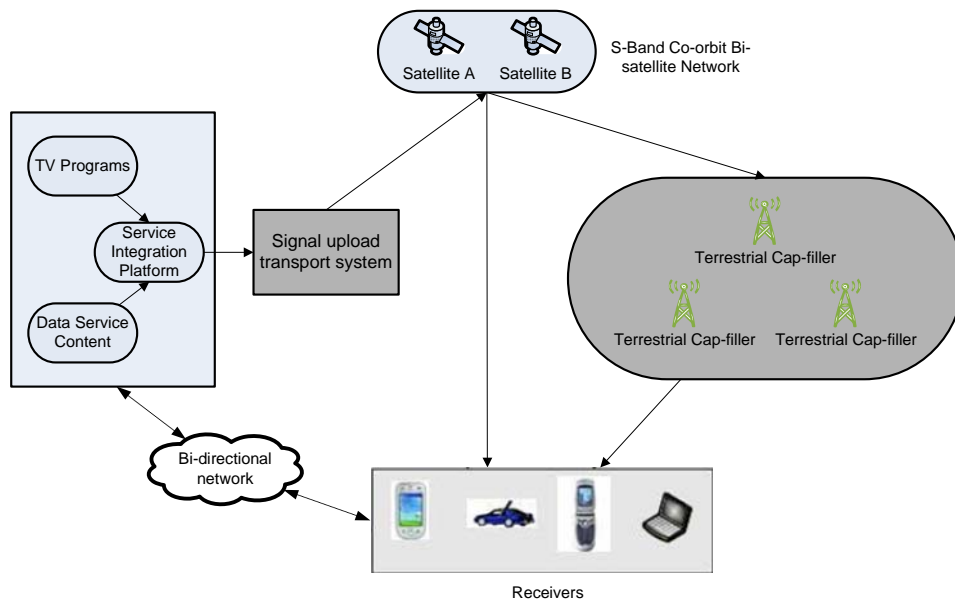 S-Band Co-orbit Bi-
satellite Network
Satellite A
Satellite B
TV Programs
Service
Integration
Platform
Data Service
Content
Signal upload
transport system
Terrestrial Cap-filler
Terrestrial Cap-filler
Terrestrial Cap-filler
Bi-directional
network
Receivers